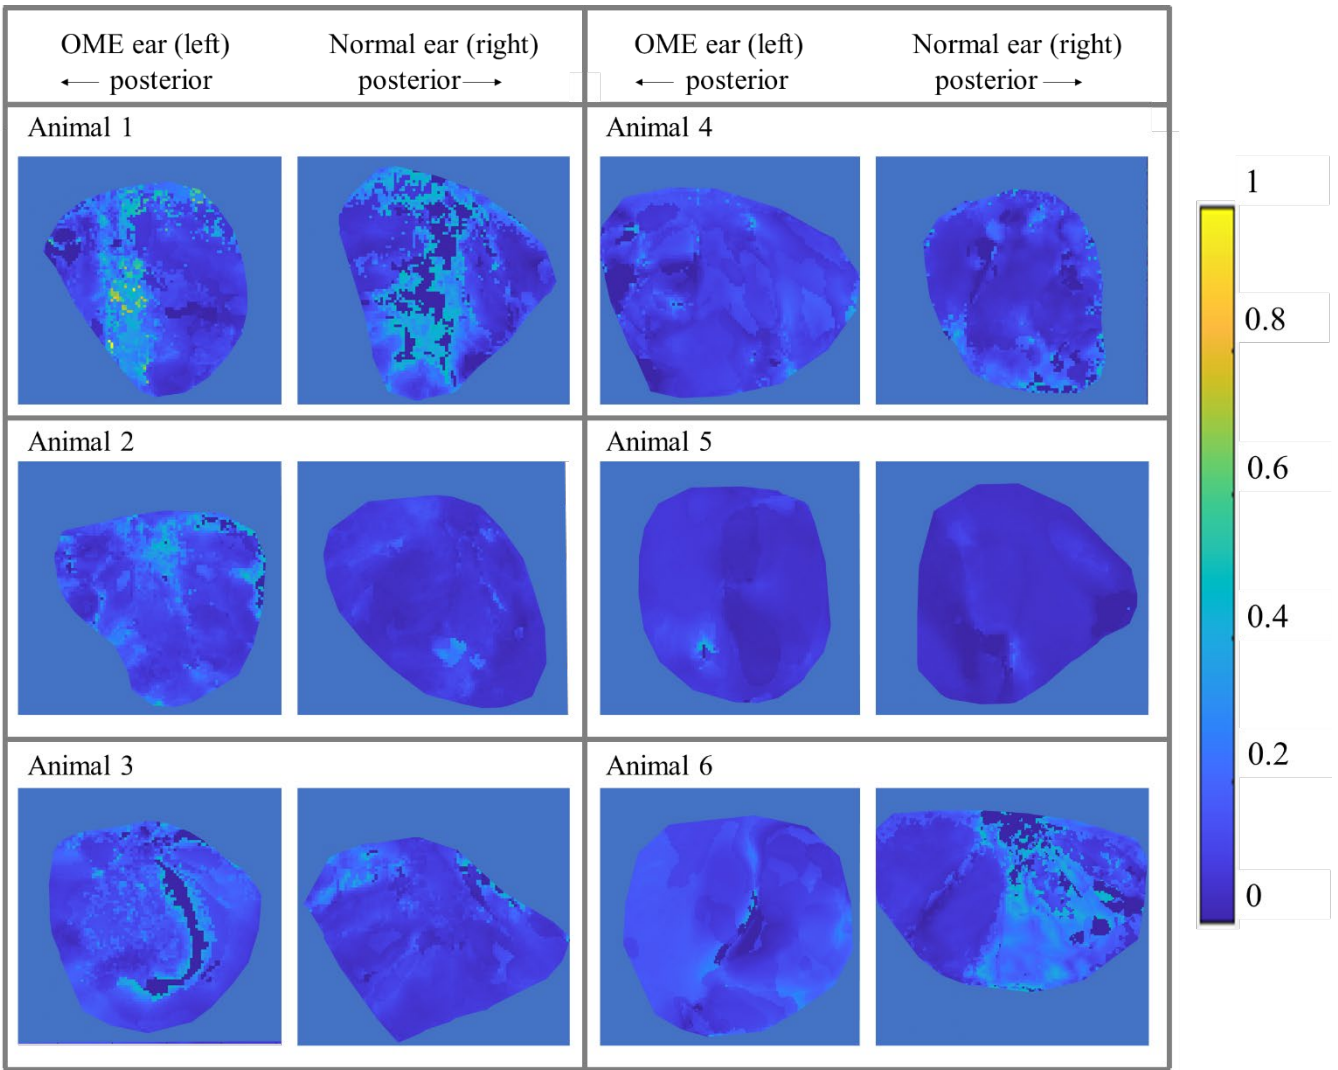 OME ear (left)
← posterior
Normal ear (right)
posterior →
OME ear (left)
← posterior
Normal ear (right)
posterior →
Animal 1
Animal 4
Animal 2
Animal 5
Animal 3
Animal 6
1
0.8
0.6
0.4
0.2
0